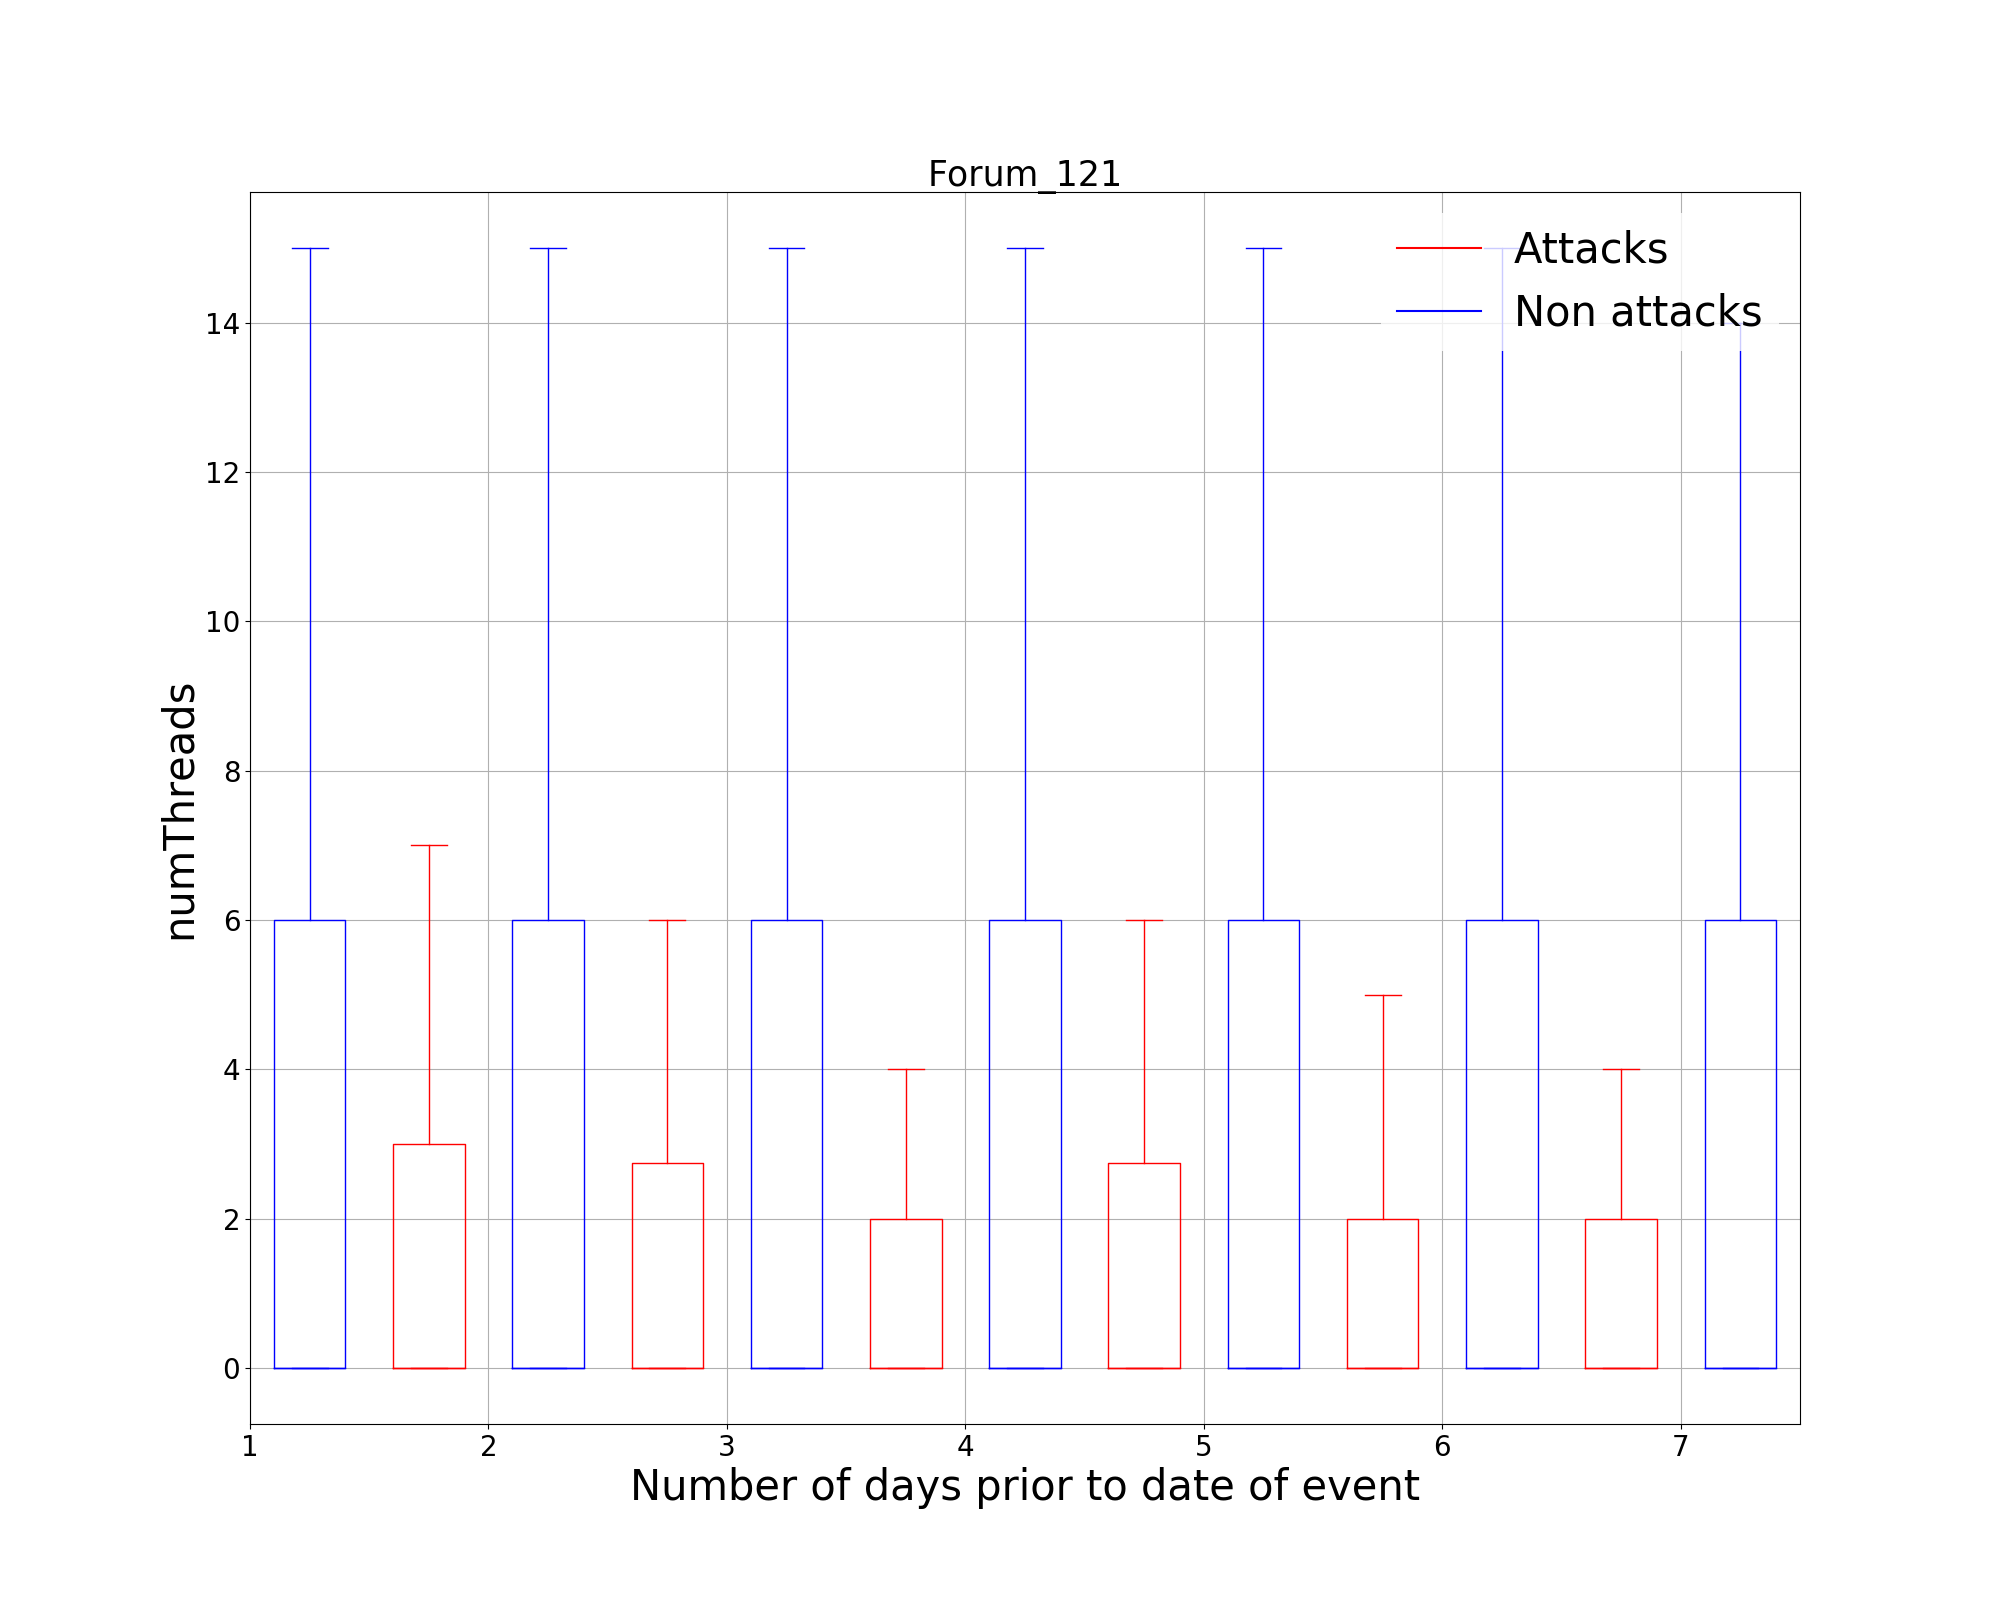 Forum_121
Attacks
Non attacks
numThreads
14
12
10
8
6
4
2
0
1 2 3 4 5 6 7
Number of days prior to date of event